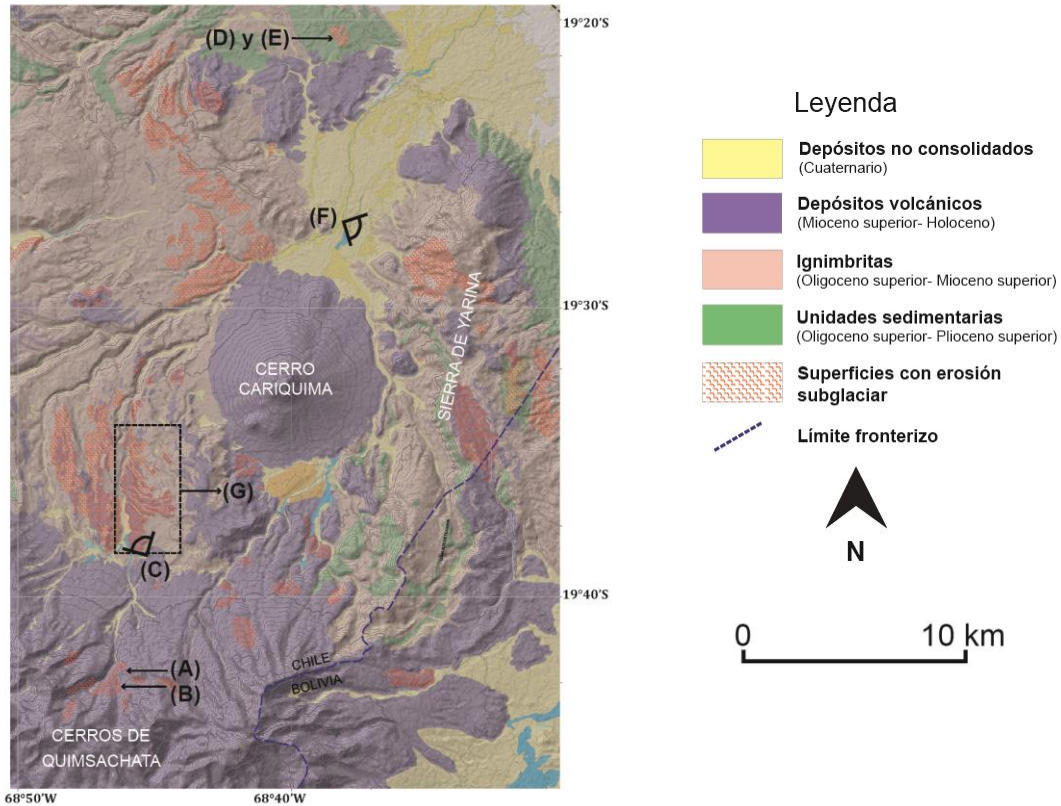 (D) y (E)
19°20'S
(F)
19°30'S
SIERRA DE YARINA
CERRO
CARIQUIMA
(G)
(C)
19°40'S
(A)
(B)
CHILE
BOLIVIA
CERROS DE
QUIMSACHATA
68°50'W
68°40'W
Leyenda
Depósitos no consolidados
(Cuaternario)
Depósitos volcánicos
(Mioceno superior- Holoceno)
Ignimbritas
(Oligoceno superior- Mioceno superior)
Unidades sedimentarias
(Oligoceno superior- Plioceno superior)
Superficies con erosión
subglaciar
Límite fronterizo
N
0
10 km